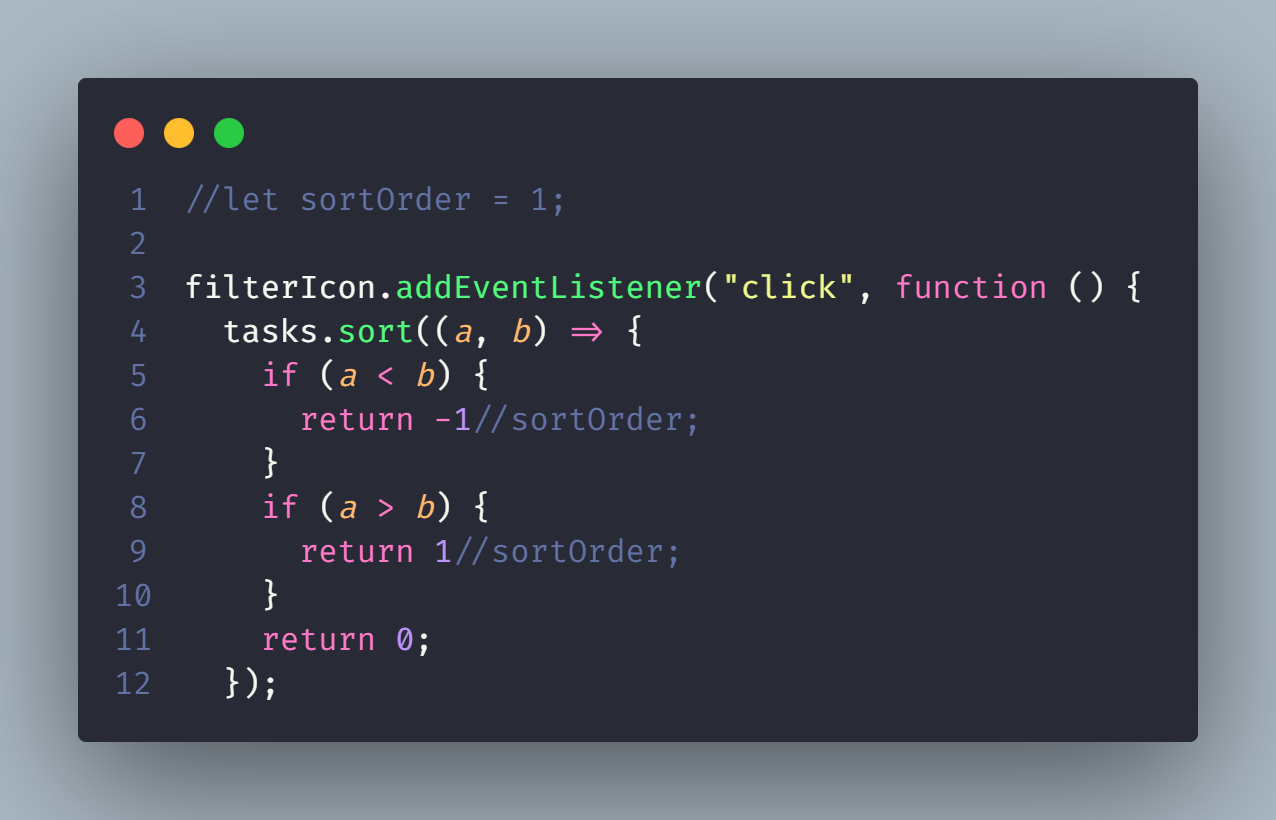 1 //let sortOrder = 1;
2
3 filterIcon.addEventListener("click", function () {
4   tasks.sort((a, b) => {
5     if (a < b) {
6       return -1//sortOrder;
7     }
8     if (a > b) {
9       return 1//sortOrder;
10     }
11     return 0;
12   });